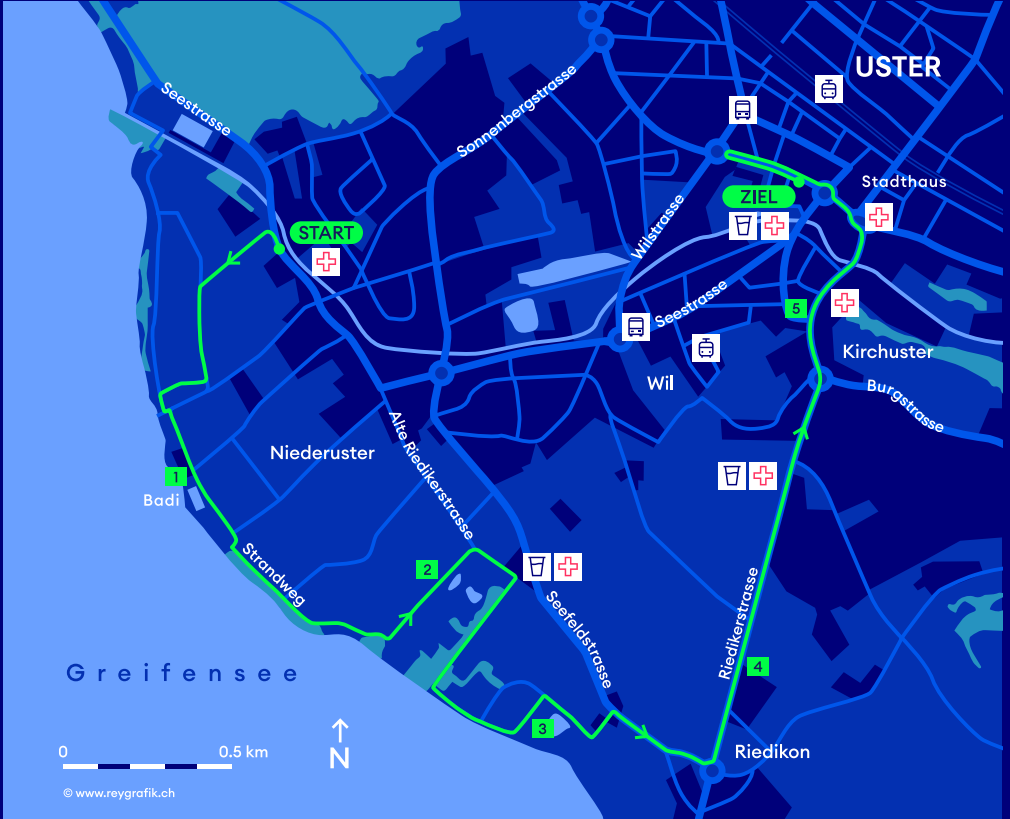 USTER
Seestrasse
Sonnenbergstrasse
Stadthaus
ZIEL
START
Wilstrasse
Seestrasse
5
Kirchuster
Wil
Burgstrasse
Alte Riedikerstrasse
Niederuster
1
Badi
Strandweg
2
Seefeldstrasse
Riedikerstrasse
4
Greifensee
3
0 0.5 km
N
Riedikon
© www.reygrafik.ch